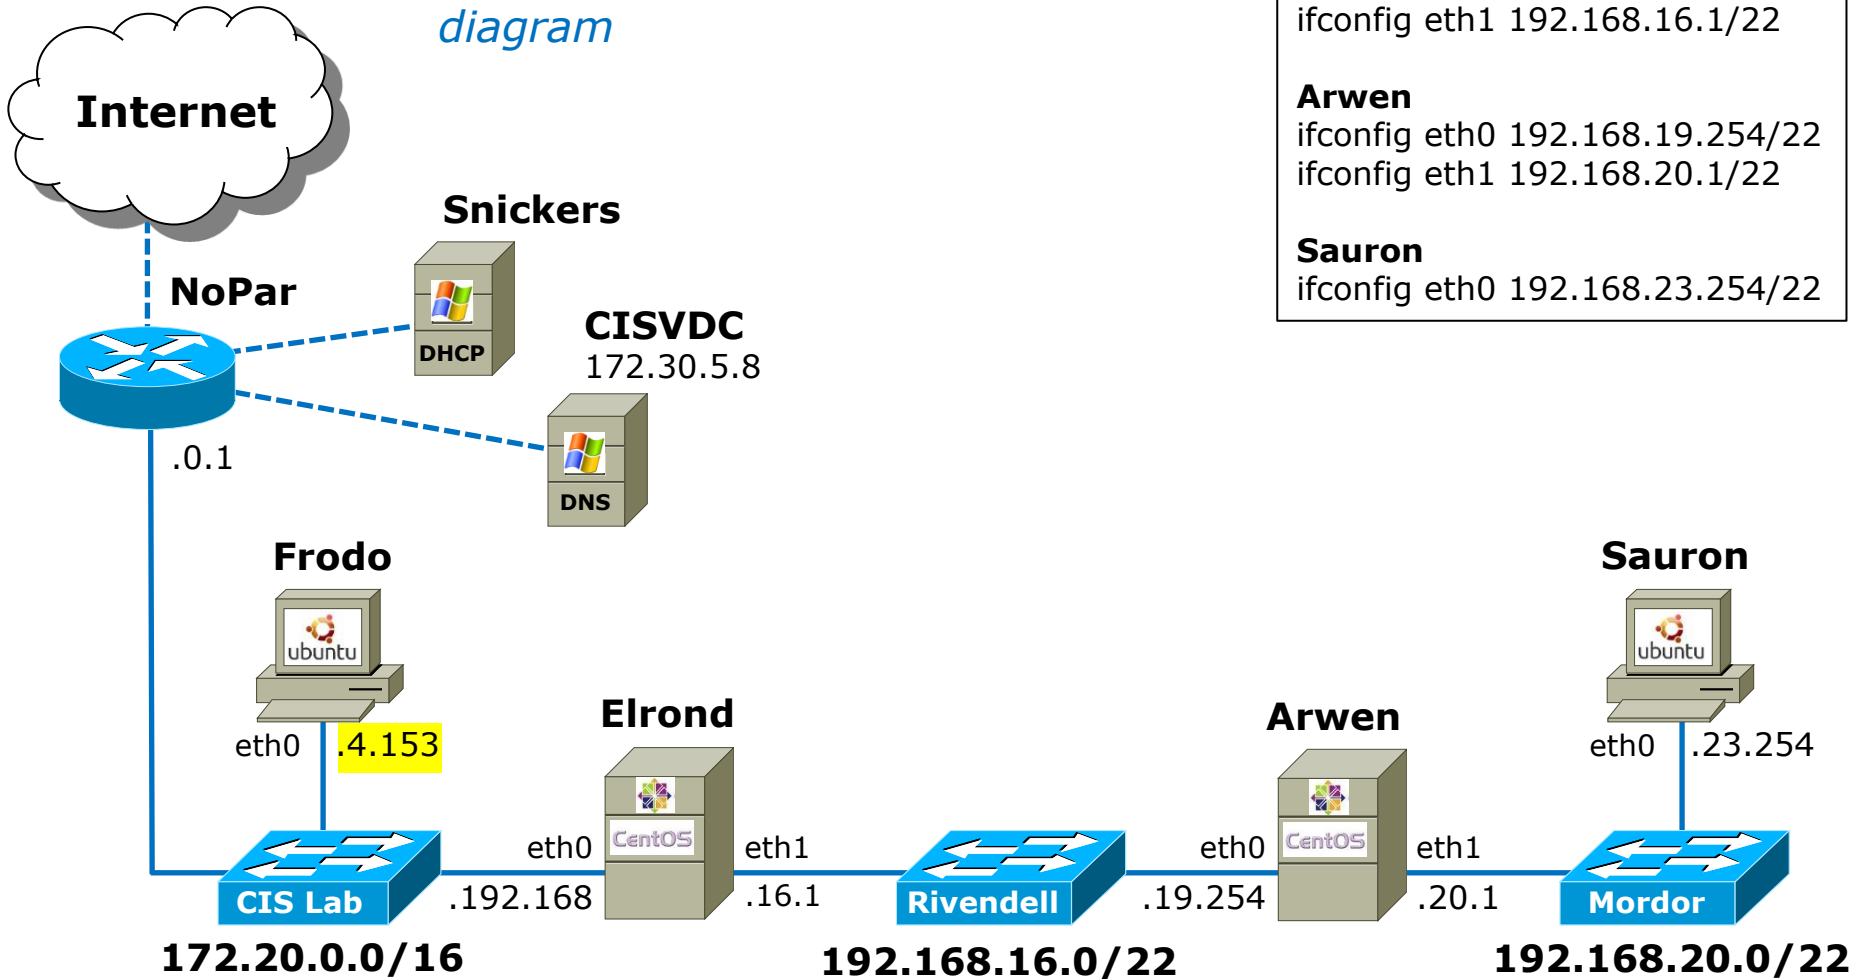 diagram
ifconfig eth1 192.168.16.1/22
Arwen
ifconfig eth0 192.168.19.254/22
ifconfig eth1 192.168.20.1/22
Sauron
ifconfig eth0 192.168.23.254/22
Internet
Snickers
NoPar
DHCP
CISVDC
172.30.5.8
.0.1
DNS
Frodo
ubuntu
eth0 .4.153
Sauron
ubuntu
eth0 .23.254
Elrond
CentOS
eth0 eth1
.192.168 .16.1
Arwen
CentOS
eth0 eth1
.19.254 .20.1
CIS Lab
Rivendell
Mordor
172.20.0.0/16
192.168.16.0/22
192.168.20.0/22